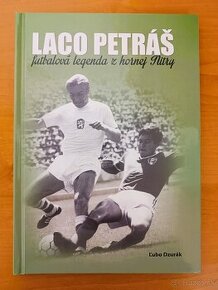 LACO PETRÁŠ
futbalová legenda z hornej Nitry
Ľubo Dzurák